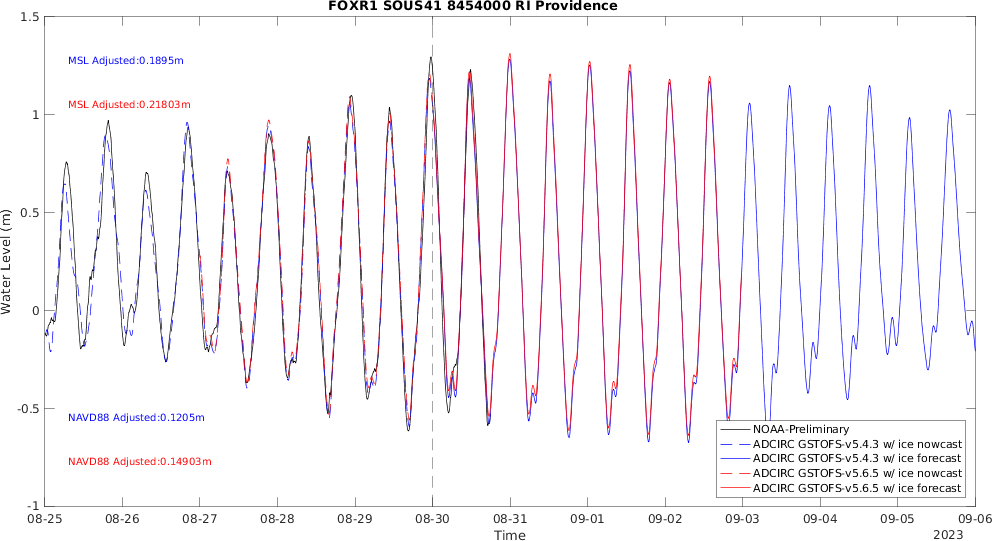 FOXR1 SOUS41 8454000 RI Providence
1.5
1
0.5
0
-0.5
-1
Water Level (m)
MSL Adjusted:0.1895m
MSL Adjusted:0.21803m
NAVD88 Adjusted:0.1205m
NAVD88 Adjusted:0.14903m
NOAA-Preliminary
ADCIRC GSTOFS-v5.4.3 w/ ice nowcast
ADCIRC GSTOFS-v5.4.3 w/ ice forecast
ADCIRC GSTOFS-v5.6.5 w/ ice nowcast
ADCIRC GSTOFS-v5.6.5 w/ ice forecast
08-25 08-26 08-27 08-28 08-29 08-30 08-31 09-01 09-02 09-03 09-04 09-05 09-06
Time
2023